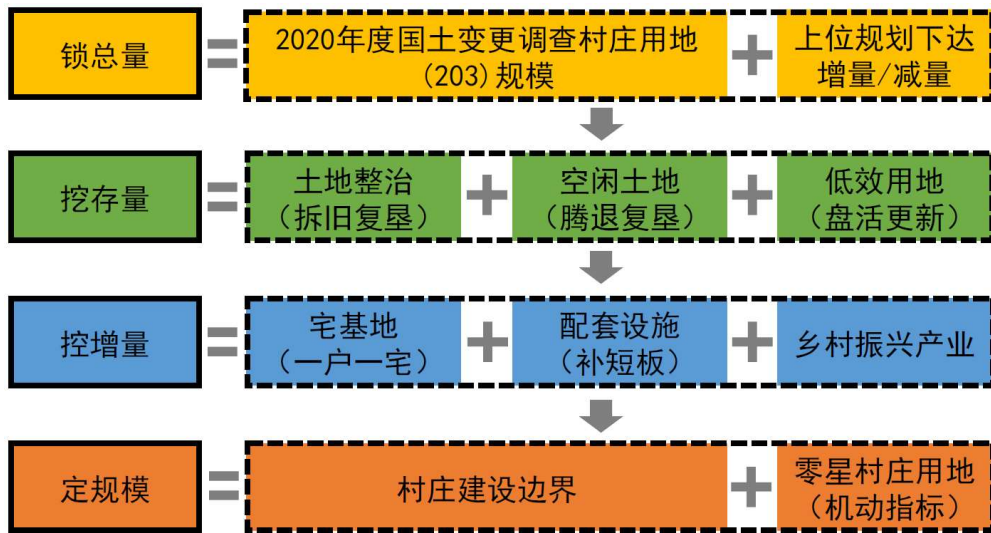 锁总量
=
2020年度国土变更调查村庄用地
(203)规模
+
上位规划下达
增量/减量
挖存量
=
土地整治
(拆旧复垦)
+
空闲土地
(腾退复垦)
+
低效用地
(盘活更新)
控增量
=
宅基地
(一户一宅)
+
配套设施
(补短板)
+
乡村振兴产业
定规模
=
村庄建设边界
+
零星村庄用地
(机动指标)